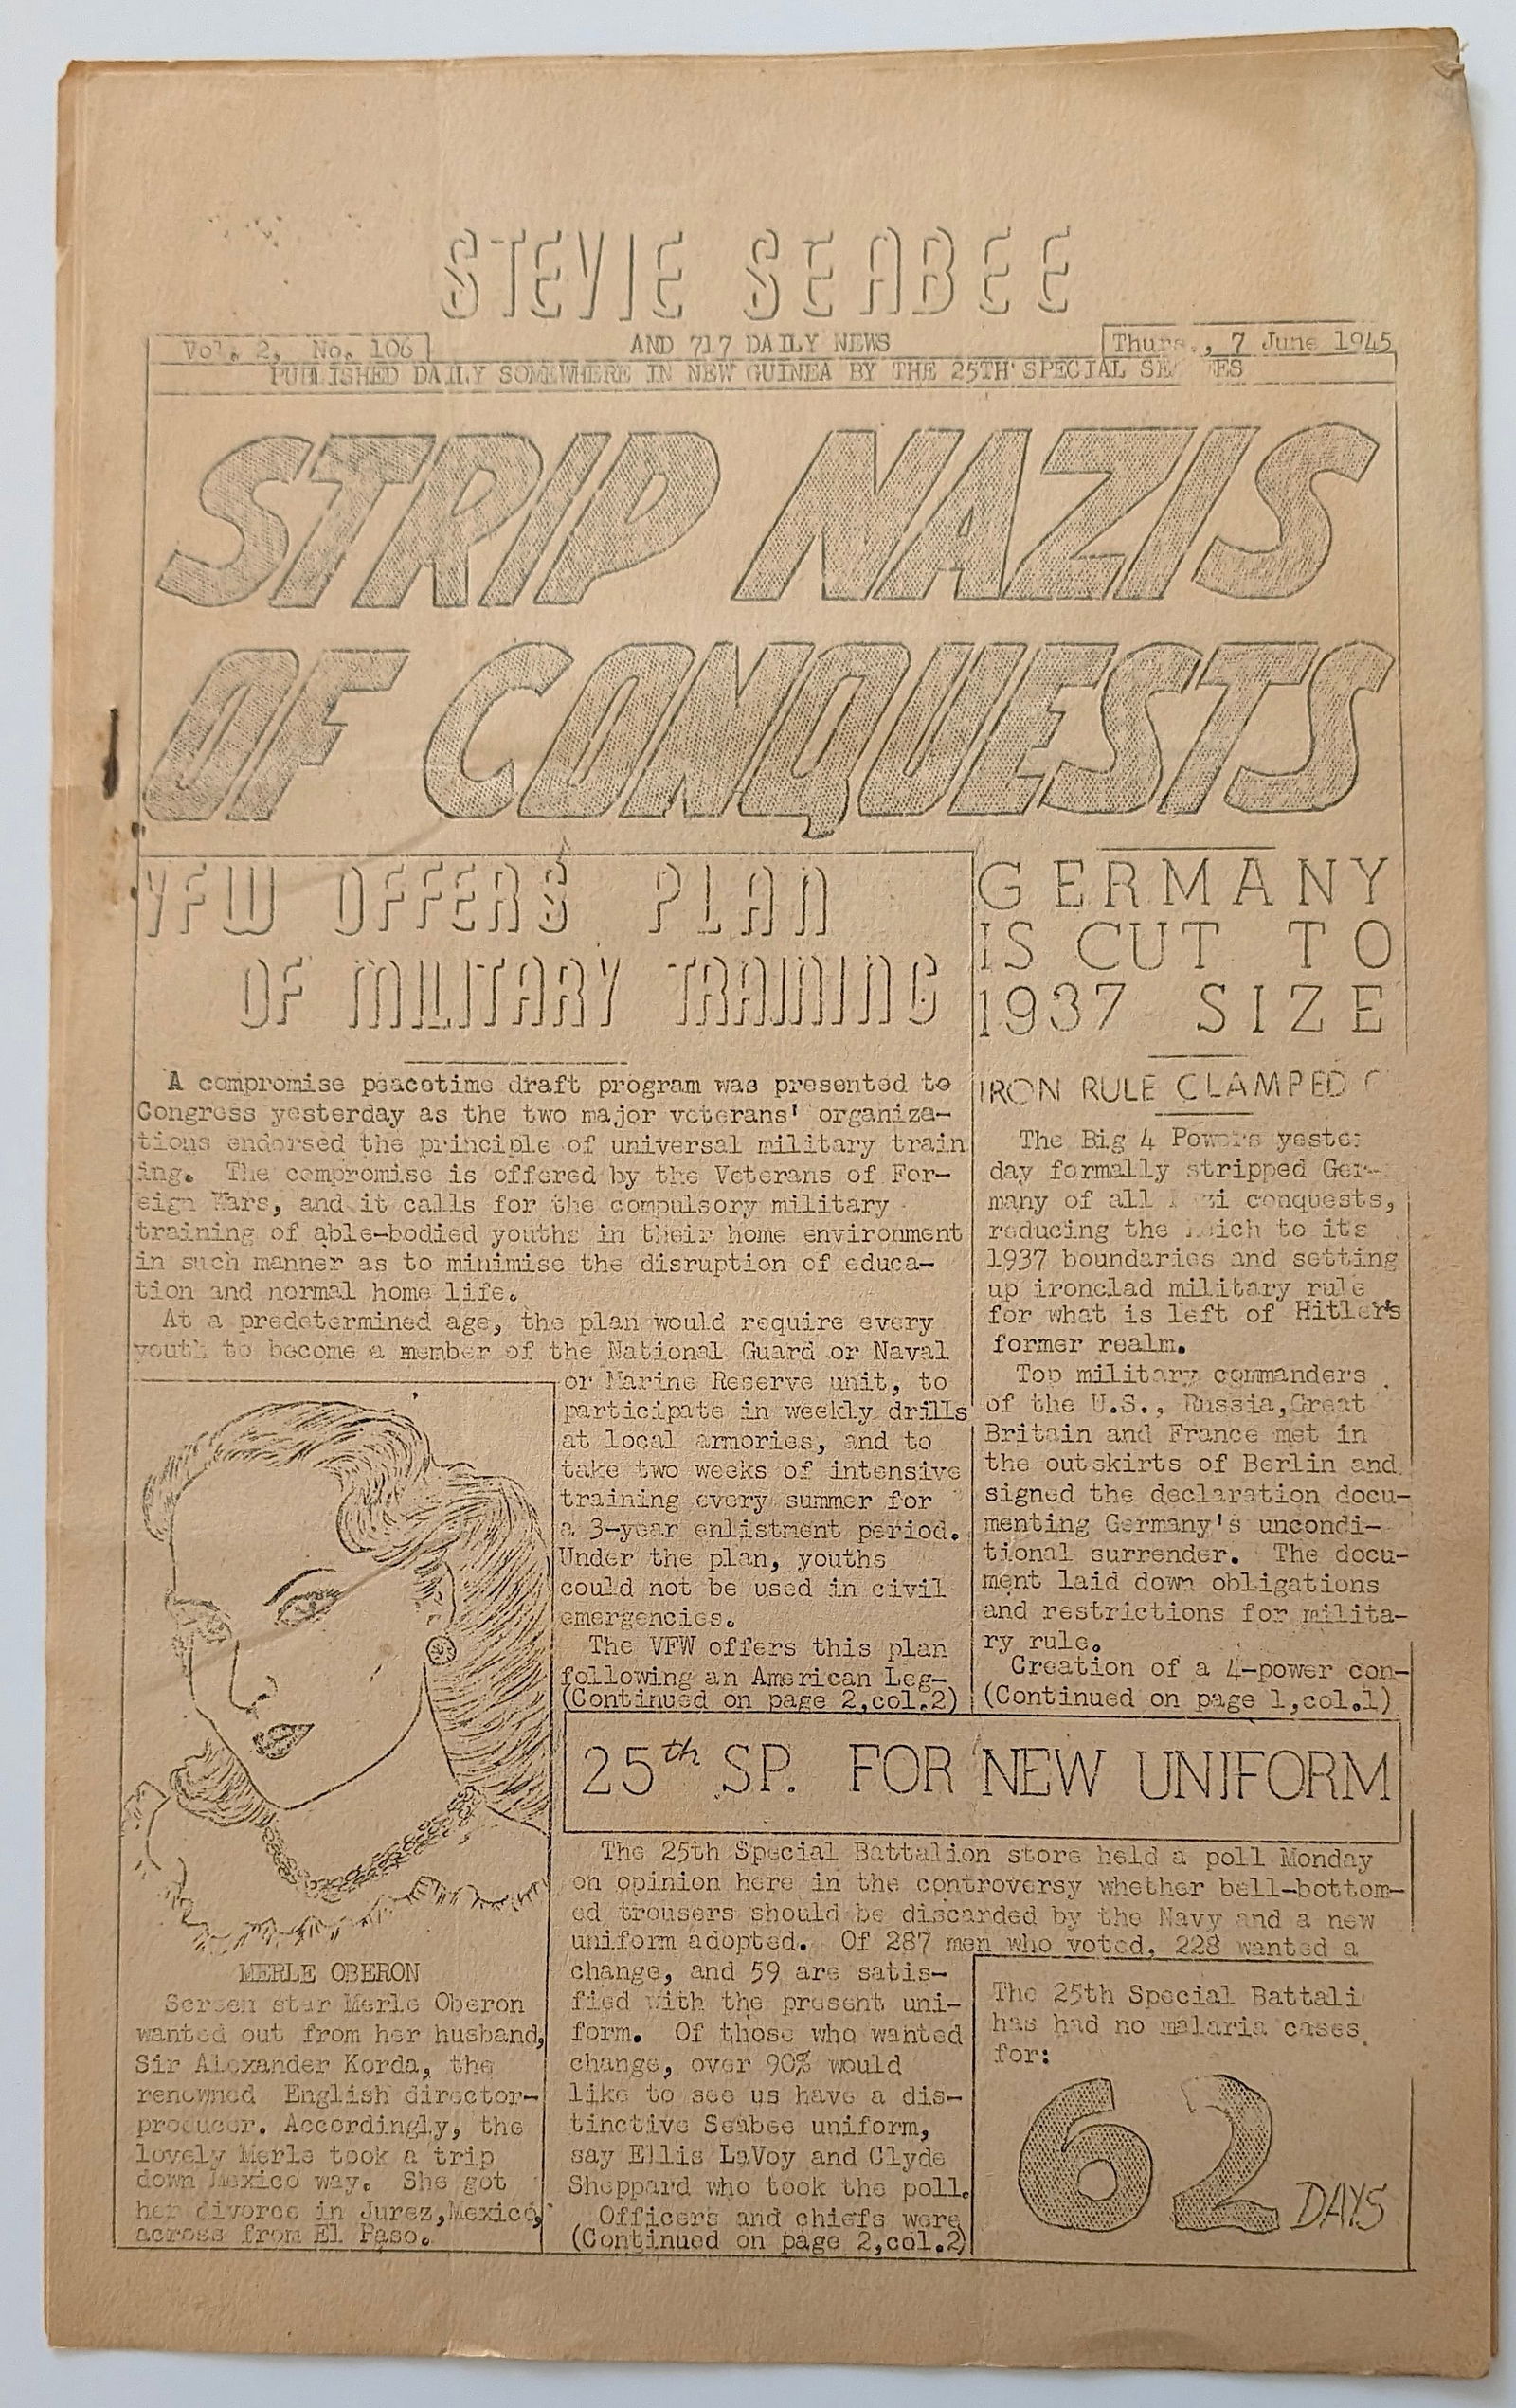 STEVIE SEABEE
Vol. 2, No. 106
AND 717 DAILY NEWS
Thurs., 7 June 1945
PUBLISHED DAILY SOMEWHERE IN NEW GUINEA BY THE 25TH SPECIAL
STRIP NAZIS
OF CONQUESTS
VFW OFFERS PLAN
OF MILITARY TRAINING
A compromise peacetime draft program was presented to
Congress yesterday as the two major veterans' organiza-
tions endorsed the principle of universal military train
ing. The compromise is offered by the Veterans of For-
eign Wars, and it calls for the compulsory military
training of able-bodied youths in their home environment
in such manner as to minimise the disruption of educa-
tion and normal home life.
At a predetermined age, the plan would require every
youth to become a member of the National Guard or Naval
or Marine Reserve unit, to
participate in weekly drills
at local armories, and to
take two weeks of intensive
training every summer for
a 3-year enlistment period.
Under the plan, youths
could not be used in civil
emergencies.
The VFW offers this plan
following an American Leg-
(Continued on page 2,col.2)
GERMANY
IS CUT TO
1937 SIZE
IRON RULE CLAMPED
The Big 4 Powers yester
day formally stripped Ger-
many of all Nazi conquests,
reducing the Reich to its
1937 boundaries and setting
up ironclad military rule
for what is left of Hitler's
former realm.
Top military commanders
of the U.S., Russia,Great
Britain and France met in
the outskirts of Berlin and
signed the declaration docu-
menting Germany's uncondi-
tional surrender. The docu-
ment laid down obligations
and restrictions for milita-
ry rule.
Creation of a 4-power con-
(Continued on page 1,col.1)
MERLE OBERON
Screen star Merle Oberon
wanted out from her husband,
Sir Alexander Korda, the
renowned English director-
producer. Accordingly, the
lovely Merle took a trip
down Mexico way. She got
her divorce in Jurez,Mexico,
across from El Paso.
25th SP. FOR NEW UNIFORM
The 25th Special Battalion store held a poll Monday
on opinion here in the controversy whether bell-bottom-
ed trousers should be discarded by the Navy and a new
uniform adopted. Of 287 men who voted, 228 wanted a
change, and 59 are satis-
fied with the present uni-
form. Of those who wanted
change, over 90% would
like to see us have a dis-
tinctive Seabee uniform,
say Ellis LaVoy and Clyde
Sheppard who took the poll.
Officers and chiefs were
(Continued on page 2,col.2)
The 25th Special Battali
has had no malaria cases
for:
62 DAYS